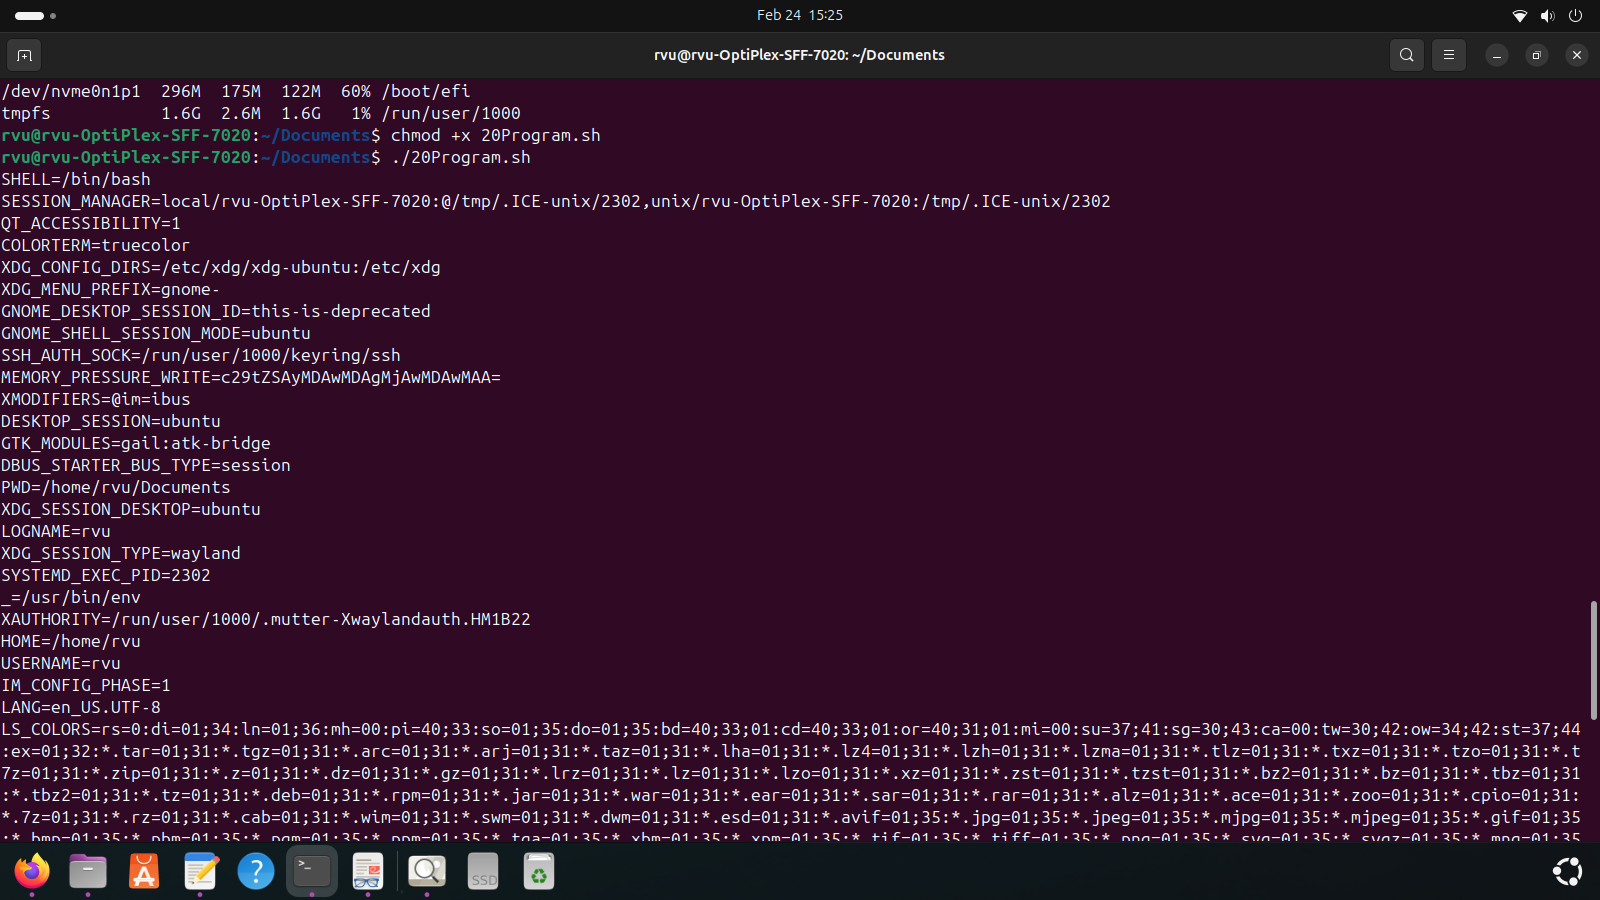 Feb 24 15:25
rvu@rvu-OptiPlex-SFF-7020: ~/Documents
/dev/nvme0n1p1  296M  175M  122M  60% /boot/efi
tmpfs           1.6G  2.6M  1.6G   1% /run/user/1000
rvu@rvu-OptiPlex-SFF-7020:~/Documents$ chmod +x 20Program.sh
rvu@rvu-OptiPlex-SFF-7020:~/Documents$ ./20Program.sh
SHELL=/bin/bash
SESSION_MANAGER=local/rvu-OptiPlex-SFF-7020:@/tmp/.ICE-unix/2302,unix/rvu-OptiPlex-SFF-7020:/tmp/.ICE-unix/2302
QT_ACCESSIBILITY=1
COLORTERM=truecolor
XDG_CONFIG_DIRS=/etc/xdg/xdg-ubuntu:/etc/xdg
XDG_MENU_PREFIX=gnome-
GNOME_DESKTOP_SESSION_ID=this-is-deprecated
GNOME_SHELL_SESSION_MODE=ubuntu
SSH_AUTH_SOCK=/run/user/1000/keyring/ssh
MEMORY_PRESSURE_WRITE=c29tZSAyMDAwMDAgMjAwMDAwMAA=
XMODIFIERS=@im=ibus
DESKTOP_SESSION=ubuntu
GTK_MODULES=gail:atk-bridge
DBUS_STARTER_BUS_TYPE=session
PWD=/home/rvu/Documents
XDG_SESSION_DESKTOP=ubuntu
LOGNAME=rvu
XDG_SESSION_TYPE=wayland
SYSTEMD_EXEC_PID=2302
_=/usr/bin/env
XAUTHORITY=/run/user/1000/.mutter-Xwaylandauth.HM1B22
HOME=/home/rvu
USERNAME=rvu
IM_CONFIG_PHASE=1
LANG=en_US.UTF-8
LS_COLORS=rs=0:di=01;34:ln=01;36:mh=00:pi=40;33:so=01;35:do=01;35:bd=40;33;01:cd=40;33;01:or=40;31;01:mi=00:su=37;41:sg=30;43:ca=00:tw=30;42:ow=34;42:st=37;44
:ex=01;32:*.tar=01;31:*.tgz=01;31:*.arc=01;31:*.arj=01;31:*.taz=01;31:*.lha=01;31:*.lz4=01;31:*.lzh=01;31:*.lzma=01;31:*.tlz=01;31:*.txz=01;31:*.tzo=01;31:*.t
7z=01;31:*.zip=01;31:*.z=01;31:*.dz=01;31:*.gz=01;31:*.lrz=01;31:*.lz=01;31:*.lzo=01;31:*.xz=01;31:*.zst=01;31:*.tzst=01;31:*.bz2=01;31:*.bz=01;31:*.tbz=01;31
:*.tbz2=01;31:*.tz=01;31:*.deb=01;31:*.rpm=01;31:*.jar=01;31:*.war=01;31:*.ear=01;31:*.sar=01;31:*.rar=01;31:*.alz=01;31:*.ace=01;31:*.zoo=01;31:*.cpio=01;31:
*.7z=01;31:*.rz=01;31:*.cab=01;31:*.wim=01;31:*.swm=01;31:*.dwm=01;31:*.esd=01;31:*.avif=01;35:*.jpg=01;35:*.jpeg=01;35:*.mjpg=01;35:*.mjpeg=01;35:*.gif=01;35
:*.bmp=01;35:*.pbm=01;35:*.pgm=01;35:*.ppm=01;35:*.tga=01;35:*.xbm=01;35:*.xpm=01;35:*.tif=01;35:*.tiff=01;35:*.png=01;35:*.svg=01;35:*.svgz=01;35:*.mng=01;35
SSD